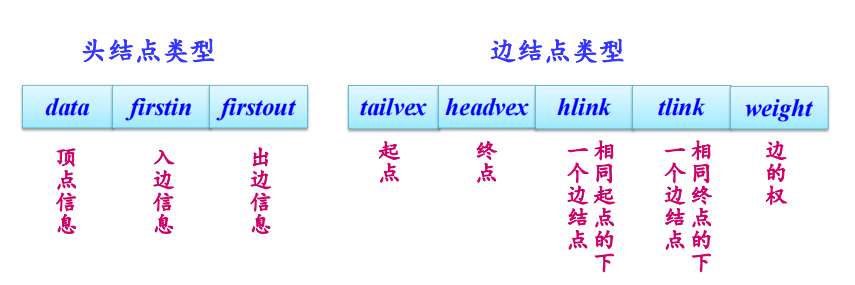 头结点类型 边结点类型
data firstin firstout tailvex headvex hlink tlink weight
顶点信息
入边信息
出边信息
起点
终点
相同起点的下
一个边结点
相同终点的下
一个边结点
边的权